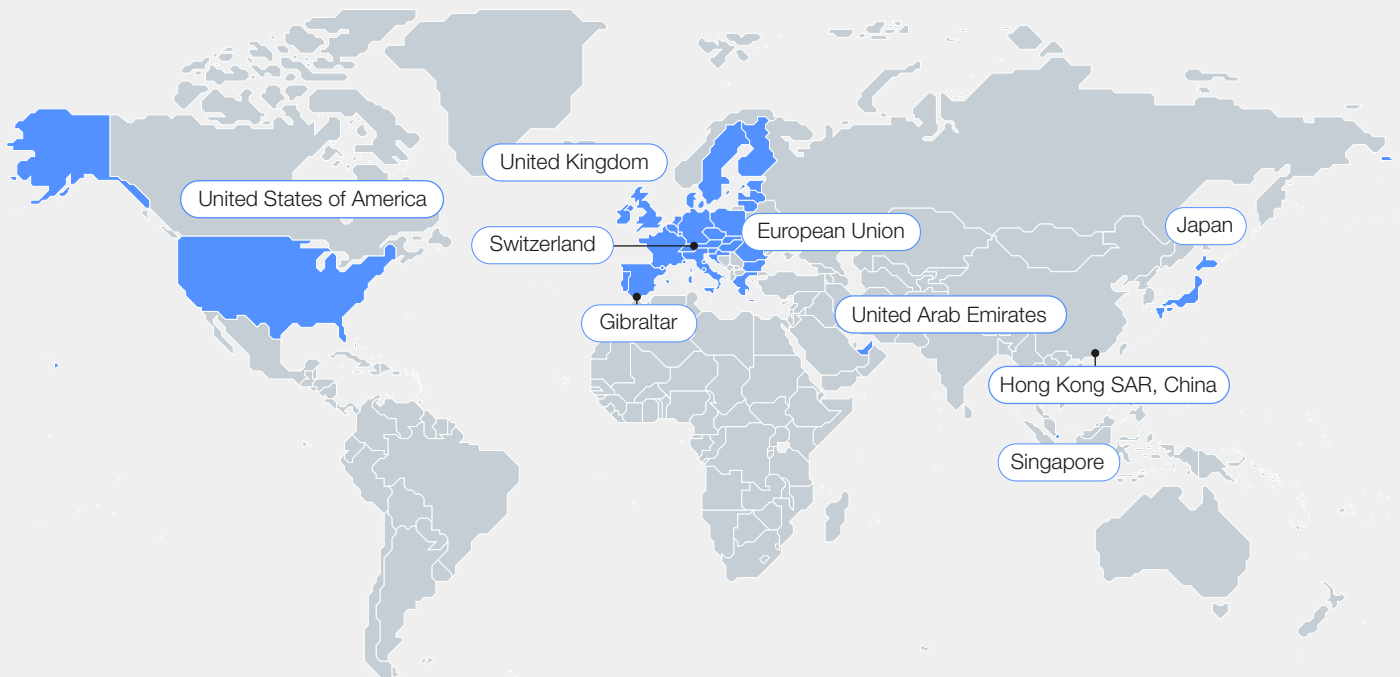 United Kingdom
United States of America
Japan
European Union
Switzerland
United Arab Emirates
Gibraltar
Hong Kong SAR, China
Singapore